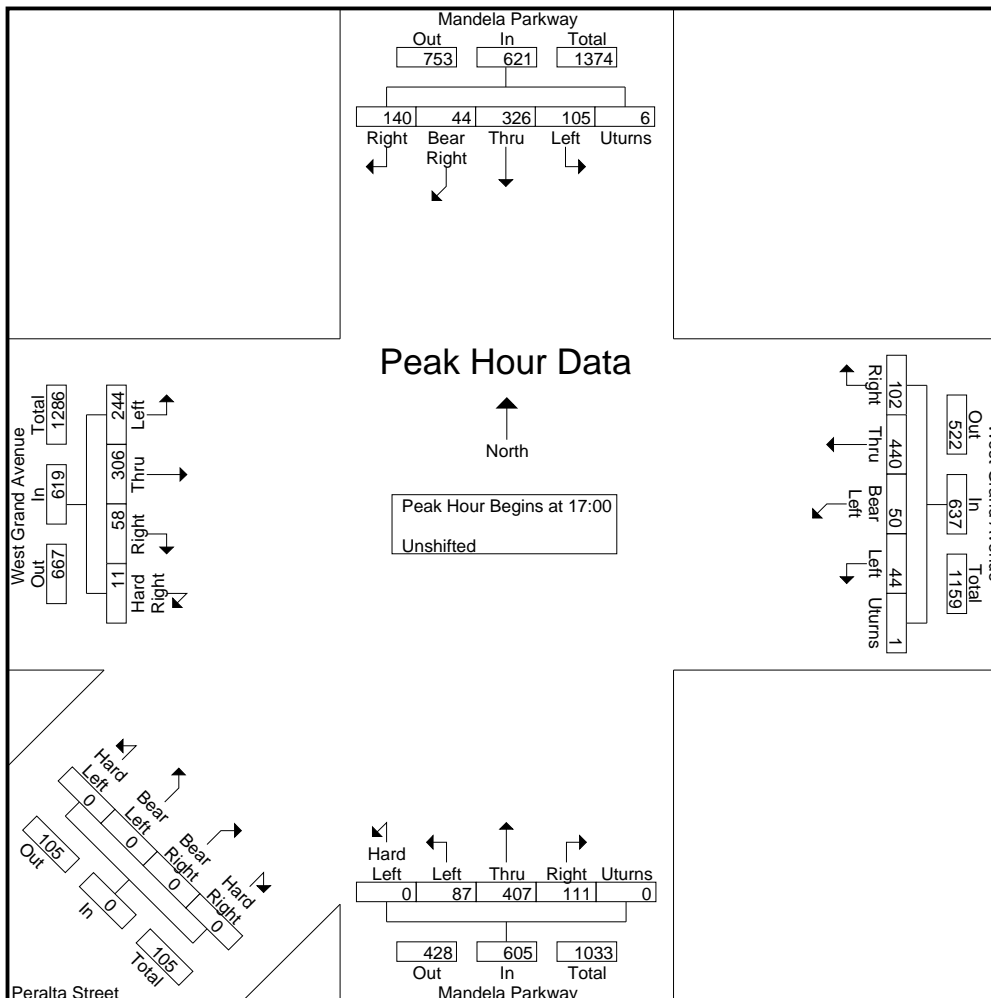 Mandela Parkway
Out In Total
753 621 1374
140 44 326 105 6
Right Bear Right Thru Left Uturns
Peak Hour Data
North
Peak Hour Begins at 17:00
Unshifted
West Grand Avenue
Total In Out
1286 619 667
244 306 58 11
Left Thru Right Hard Right
Out In Total
522 637 1159
102 440 50 44 1
Right Thru Bear Left Left Uturns
Hard Left Bear Left Bear Right Hard Right
0 0 0 0
105 0 105
Out In Total
Peralta Street
Hard Left Left Thru Right Uturns
0 87 407 111 0
428 605 1033
Out In Total
Mandela Parkway